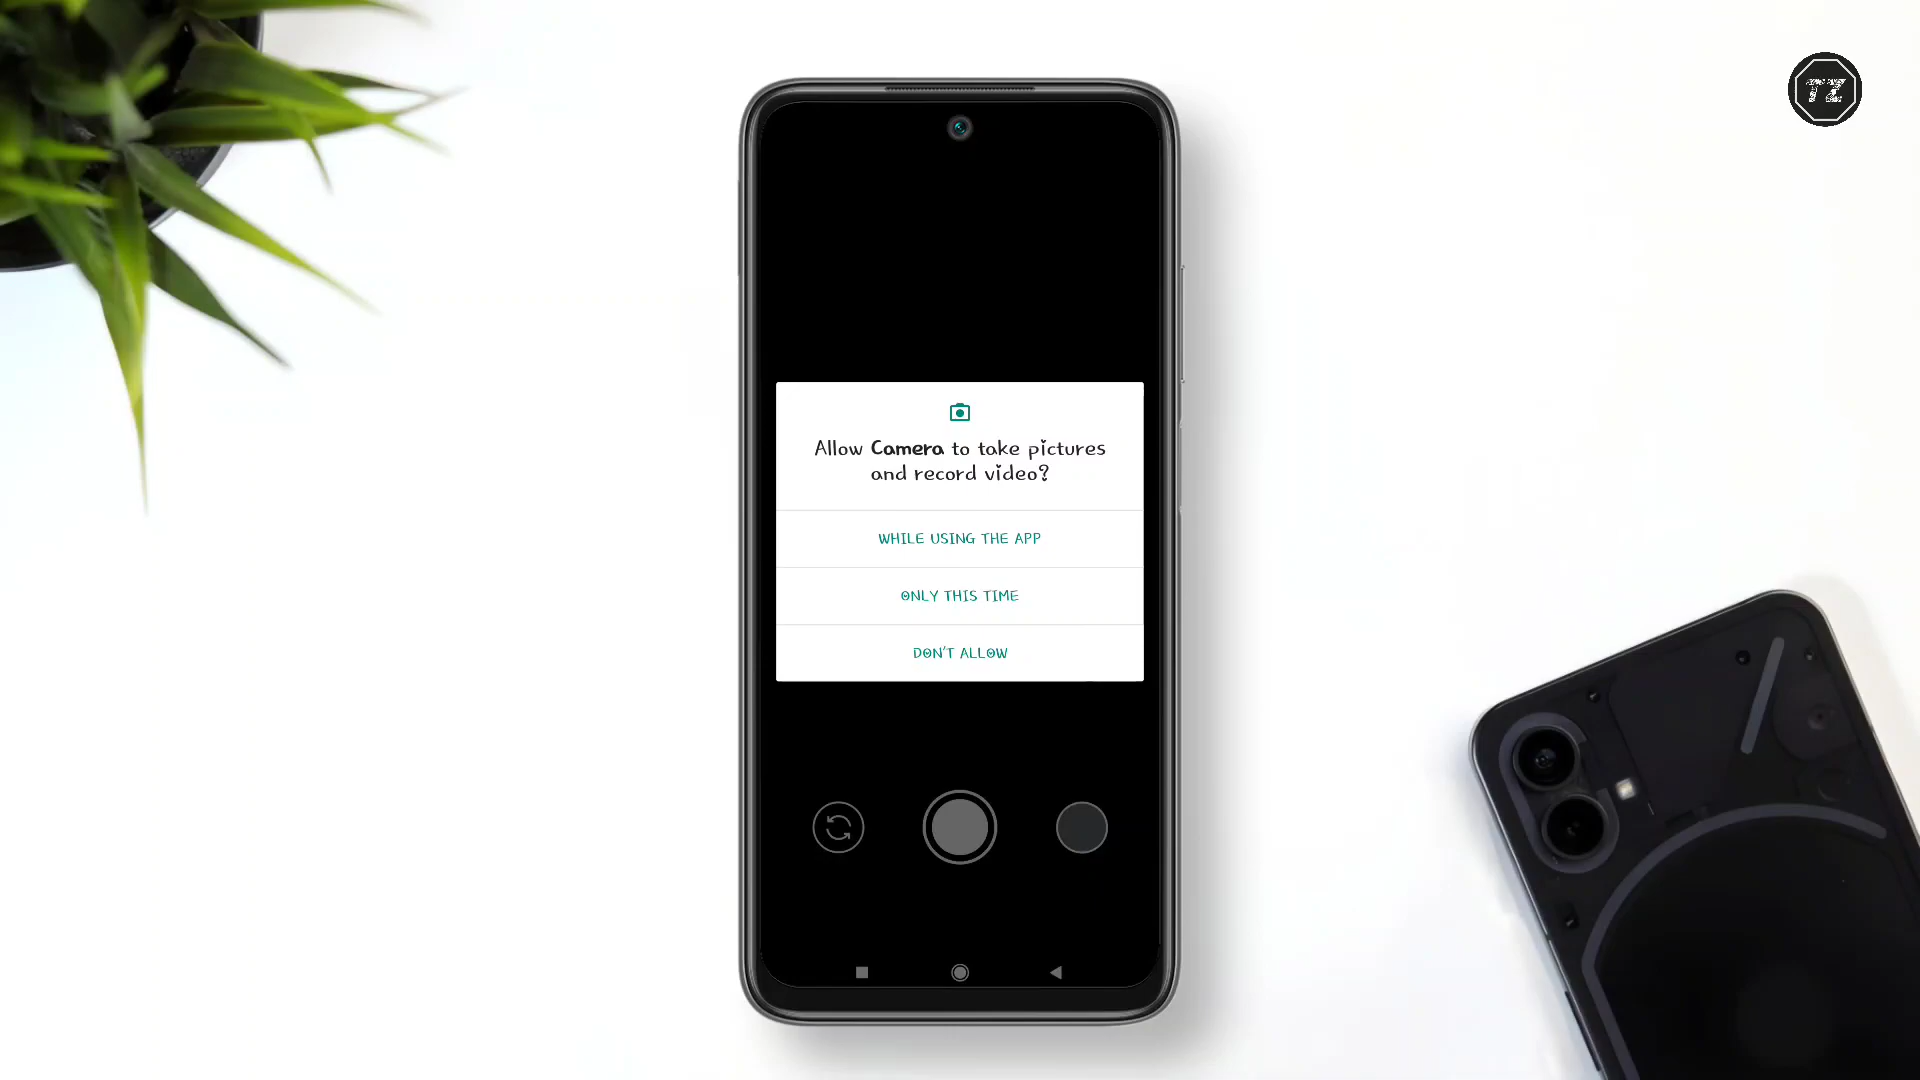 TZ
Allow Camera to take pictures
and record video?
WHILE USING THE APP
ONLY THIS TIME
DON'T ALLOW